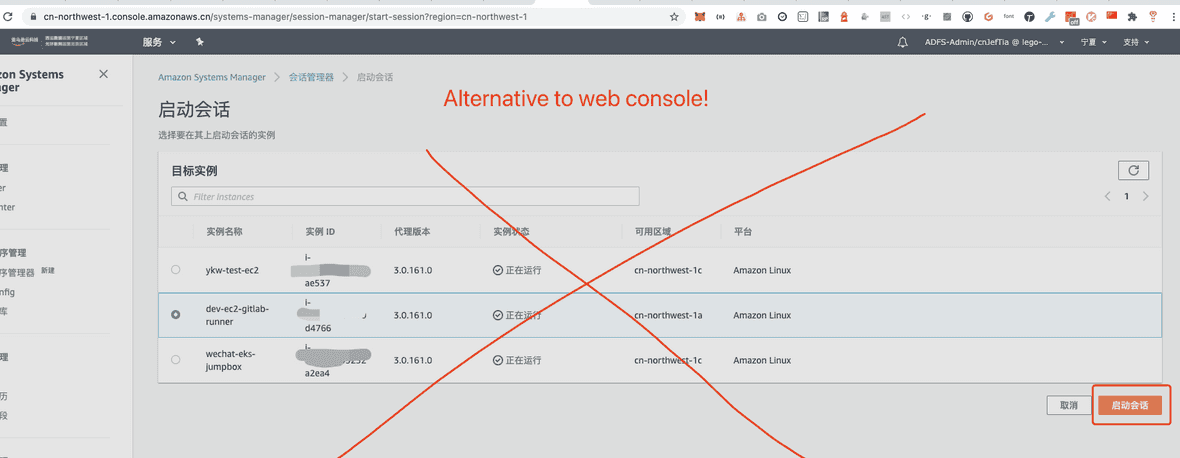 cn-northwest-1.console.amazonaws.cn/systems-manager/session-manager/start-session?region=cn-northwest-1
服务
ADFS-Admin/cnJefTia @ lego-...
宁夏
支持
zon Systems
ager
Amazon Systems Manager
会话管理器
启动会话
Alternative to web console!
启动会话
选择要在其上启动会话的实例
目标实例
Filter Instances
1
实例名称 实例 ID 代理版本 实例状态 可用区域 平台
ykw-test-ec2 i- ae537 3.0.161.0 正在运行 cn-northwest-1c Amazon Linux
dev-ec2-gitlab-runner i- d4766 3.0.161.0 正在运行 cn-northwest-1a Amazon Linux
wechat-eks-jumpbox i- a2ea4 3.0.161.0 正在运行 cn-northwest-1c Amazon Linux
置
理
er
nter
序管理
序管理器 新建
nfig
库
理
历
段
取消
启动会话